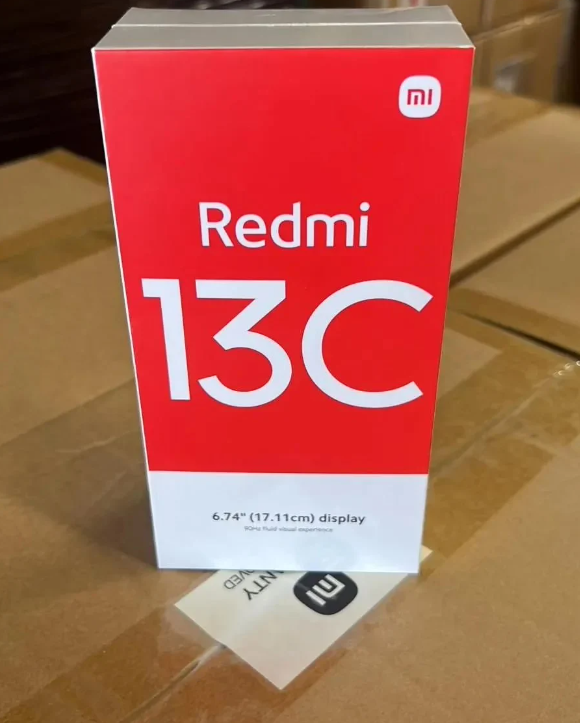 mi
Redmi
13C
6.74" (17.11cm) display
90Hz fluid visual experience
mi